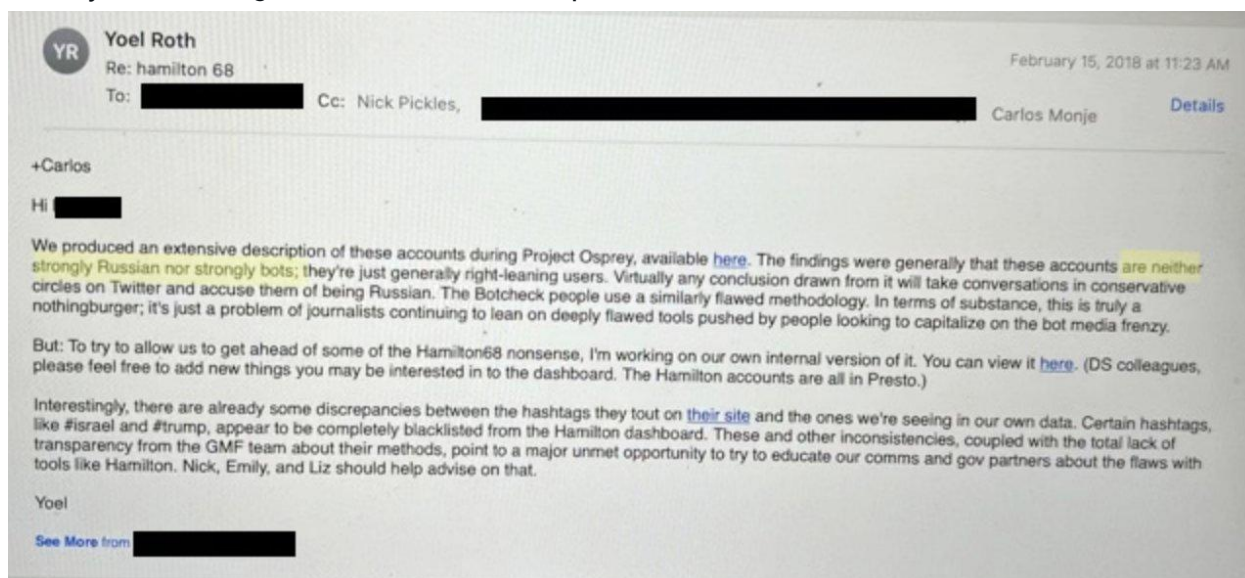 YR
Yoel Roth
Re: hamilton 68
February 15, 2018 at 11:23 AM
To:
Cc: Nick Pickles,
Carlos Monje
Details
+Carlos
Hi
We produced an extensive description of these accounts during Project Osprey, available here. The findings were generally that these accounts are neither
strongly Russian nor strongly bots; they're just generally right-leaning users. Virtually any conclusion drawn from it will take conversations in conservative
circles on Twitter and accuse them of being Russian. The Botcheck people use a similarly flawed methodology. In terms of substance, this is truly a
nothingburger; it's just a problem of journalists continuing to lean on deeply flawed tools pushed by people looking to capitalize on the bot media frenzy.
But: To try to allow us to get ahead of some of the Hamilton68 nonsense, I'm working on our own internal version of it. You can view it here. (DS colleagues,
please feel free to add new things you may be interested in to the dashboard. The Hamilton accounts are all in Presto.)
Interestingly, there are already some discrepancies between the hashtags they tout on their site and the ones we're seeing in our own data. Certain hashtags,
like #israel and #trump, appear to be completely blacklisted from the Hamilton dashboard. These and other inconsistencies, coupled with the total lack of
transparency from the GMF team about their methods, point to a major unmet opportunity to try to educate our comms and gov partners about the flaws with
tools like Hamilton. Nick, Emily, and Liz should help advise on that.
Yoel
See More from